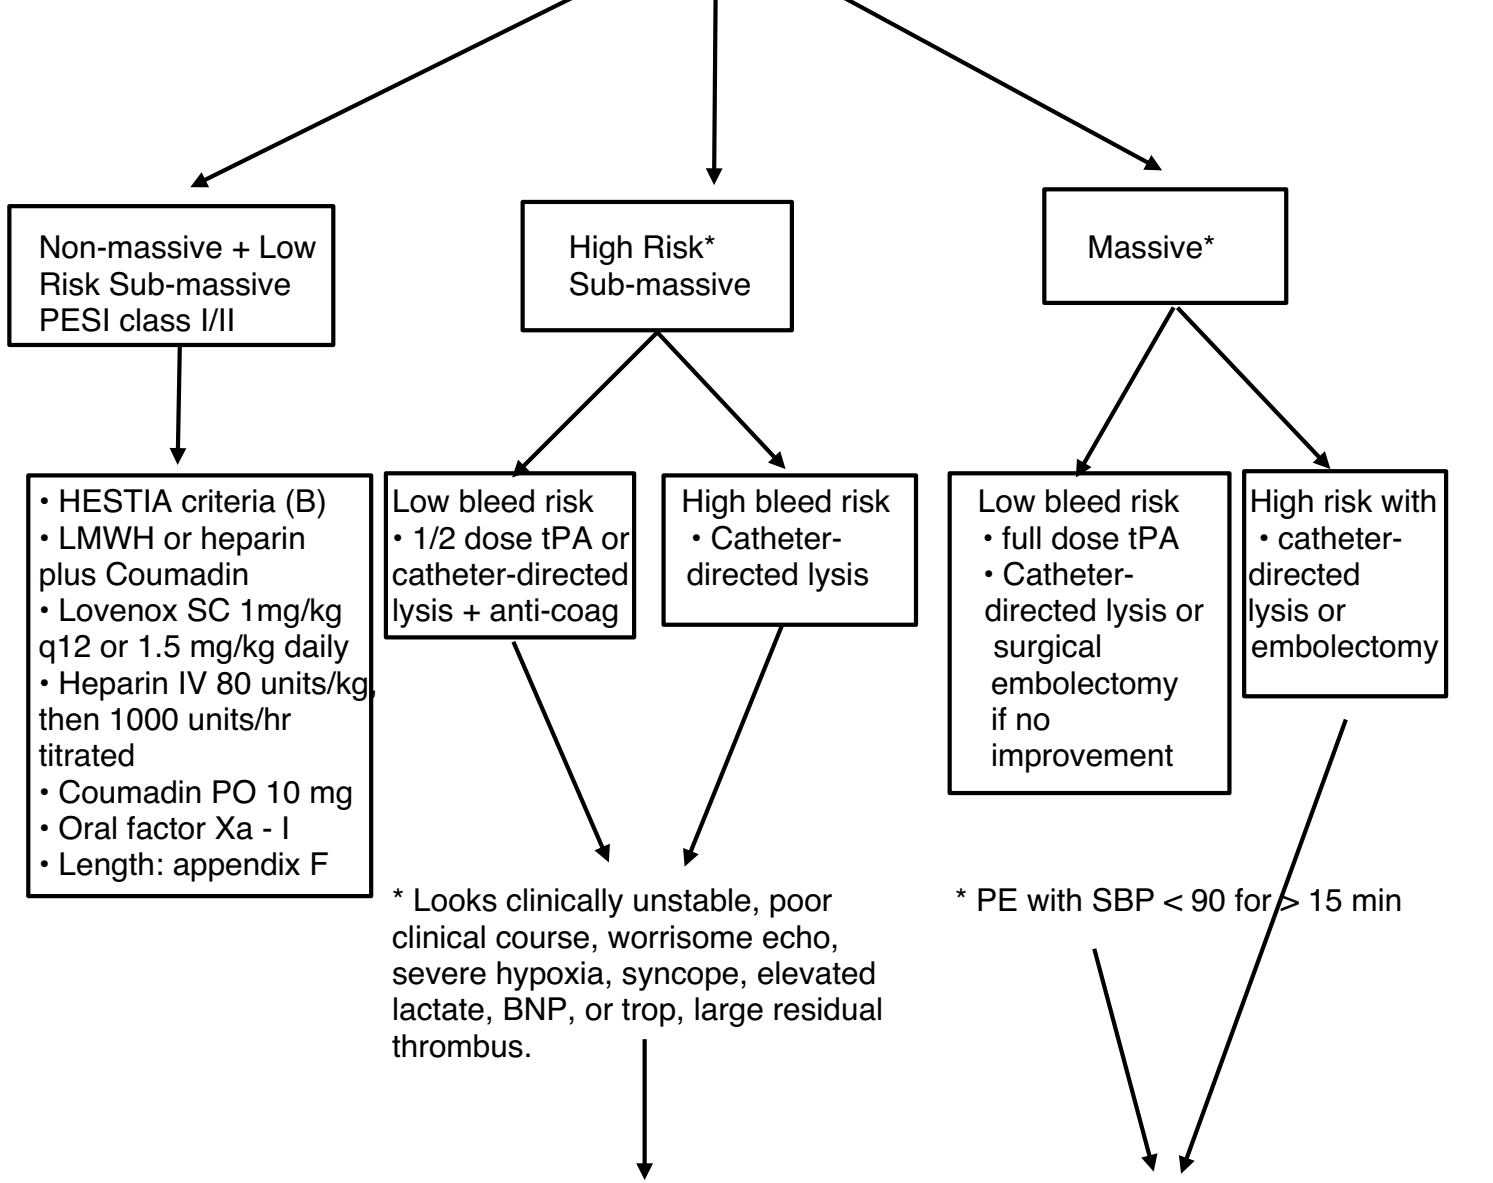 Non-massive + Low
Risk Sub-massive
PESI class I/II
High Risk*
Sub-massive
Massive*
• HESTIA criteria (B)
• LMWH or heparin
plus Coumadin
• Lovenox SC 1mg/kg
q12 or 1.5 mg/kg daily
• Heparin IV 80 units/kg,
then 1000 units/hr
titrated
• Coumadin PO 10 mg
• Oral factor Xa - I
• Length: appendix F
Low bleed risk
• 1/2 dose tPA or
catheter-directed
lysis + anti-coag
High bleed risk
• Catheter-
directed lysis
Low bleed risk
• full dose tPA
• Catheter-
directed lysis or
surgical
embolectomy
if no
improvement
High risk with
• catheter-
directed
lysis or
embolectomy
* Looks clinically unstable, poor
clinical course, worrisome echo,
severe hypoxia, syncope, elevated
lactate, BNP, or trop, large residual
thrombus.
* PE with SBP < 90 for > 15 min